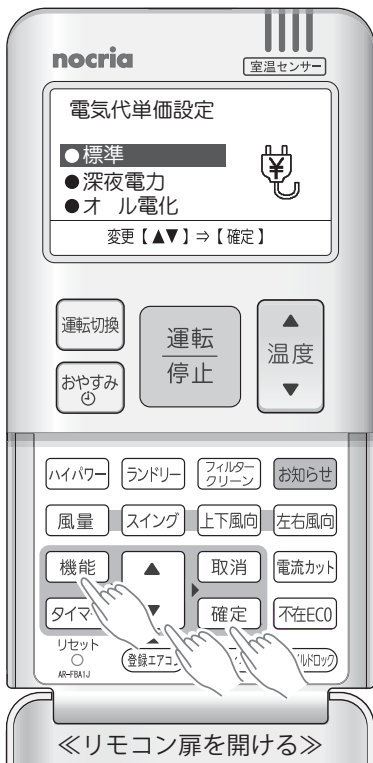 nocria
室温センサー
電気代単価設定
●標準
●深夜電力
●オ ル電化
変更【▲▼】⇒【確定】
運転切換
運転
停止
▲
温度
▼
おやすみ
ハイパワー
ランドリー
フィルター
クリーン
お知らせ
風量
スイング
上下風向
左右風向
機能
▲
取消
電流カット
タイマ
▼
確定
不在ECO
リセット
AR-FBA1J
登録エアコ
ルドロック
≪リモコン扉を開ける≫